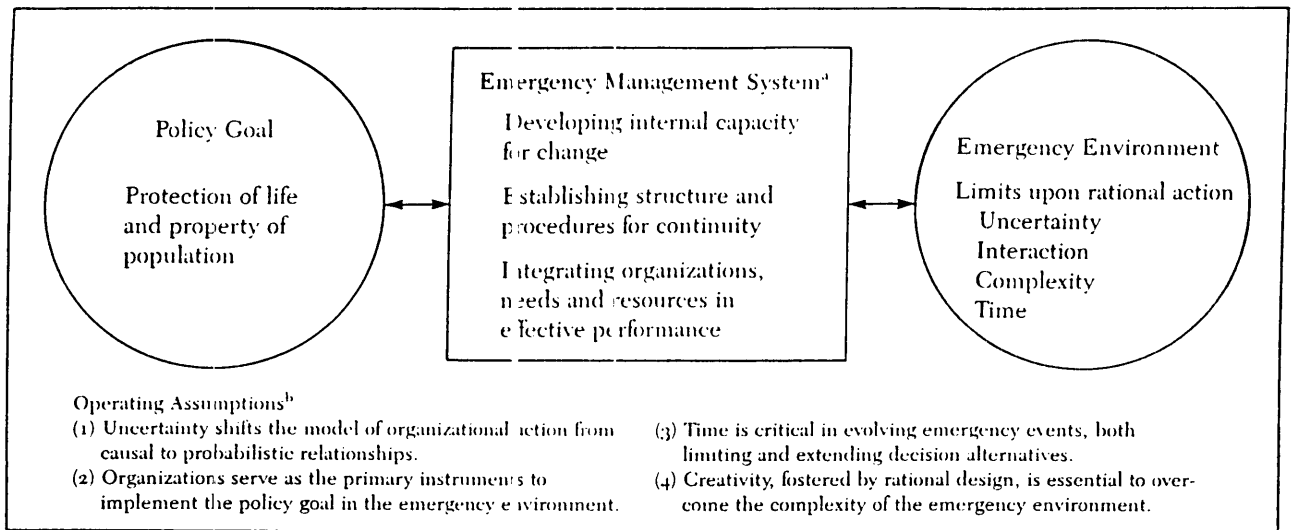 Policy Goal
Protection of life
and property of
population
Emergency Management Systemᵃ
Developing internal capacity
for change
Establishing structure and
procedures for continuity
Integrating organizations,
needs and resources in
effective performance
Emergency Environment
Limits upon rational action
Uncertainty
Interaction
Complexity
Time
Operating Assumptionsᵇ
(1) Uncertainty shifts the model of organizational action from
causal to probabilistic relationships.
(2) Organizations serve as the primary instruments to
implement the policy goal in the emergency environment.
(3) Time is critical in evolving emergency events, both
limiting and extending decision alternatives.
(4) Creativity, fostered by rational design, is essential to over-
come the complexity of the emergency environment.